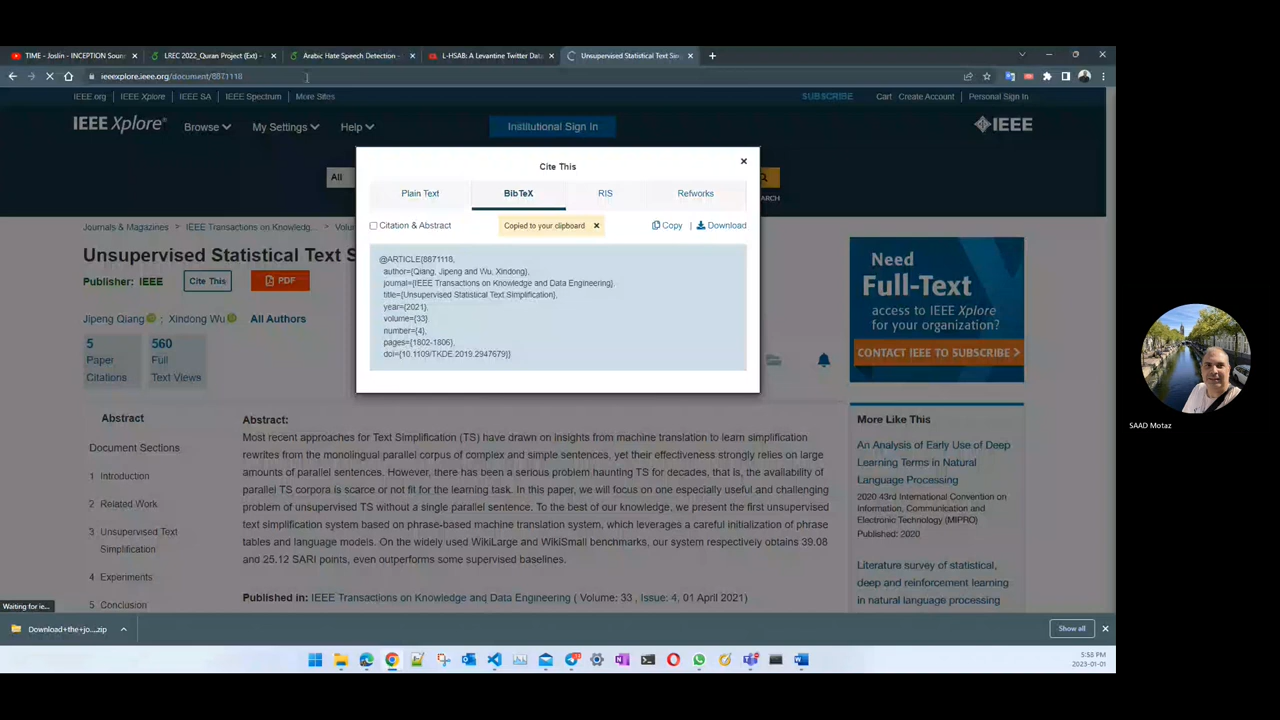 TIME - Joslin - INCEPTION Soun
LREC 2022_Quran Project (Ext) -
Arabic Hate Speech Detection -
L-HSAB: A Levantine Twitter Data
Unsupervised Statistical Text Sim
ieeexplore.ieee.org/document/8871118
IEEE.org
IEEE Xplore
IEEE SA
IEEE Spectrum
More Sites
SUBSCRIBE
Cart
Create Account
Personal Sign In
IEEE Xplore®
Browse
My Settings
Help
Institutional Sign In
IEEE
Cite This
All
Plain Text
BibTeX
RIS
Refworks
ARCH
Citation & Abstract
Copied to your clipboard
Copy | Download
Journals & Magazines > IEEE Transactions on Knowledg... > Volu
Unsupervised Statistical Text S
Publisher: IEEE
Cite This
PDF
@ARTICLE{8871118,
author={Qiang, Jipeng and Wu, Xindong},
journal={IEEE Transactions on Knowledge and Data Engineering},
title={Unsupervised Statistical Text Simplification},
year={2021},
volume={33},
number={4},
pages={1802-1806},
doi={10.1109/TKDE.2019.2947679}}
Jipeng Qiang ; Xindong Wu All Authors
5
Paper
Citations
560
Full
Text Views
Need
Full-Text
access to IEEE Xplore
for your organization?
CONTACT IEEE TO SUBSCRIBE >
Abstract
Document Sections
1 Introduction
2 Related Work
3 Unsupervised Text
Simplification
4 Experiments
5 Conclusion
Abstract:
Most recent approaches for Text Simplification (TS) have drawn on insights from machine translation to learn simplification
rewrites from the monolingual parallel corpus of complex and simple sentences, yet their effectiveness strongly relies on large
amounts of parallel sentences. However, there has been a serious problem haunting TS for decades, that is, the availability of
parallel TS corpora is scarce or not fit for the learning task. In this paper, we will focus on one especially useful and challenging
problem of unsupervised TS without a single parallel sentence. To the best of our knowledge, we present the first unsupervised
text simplification system based on phrase-based machine translation system, which leverages a careful initialization of phrase
tables and language models. On the widely used WikiLarge and WikiSmall benchmarks, our system respectively obtains 39.08
and 25.12 SARI points, even outperforms some supervised baselines.
Published in: IEEE Transactions on Knowledge and Data Engineering ( Volume: 33 , Issue: 4, 01 April 2021)
More Like This
An Analysis of Early Use of Deep
Learning Terms in Natural
Language Processing
2020 43rd International Convention on
Information, Communication and
Electronic Technology (MIPRO)
Published: 2020
Literature survey of statistical,
deep and reinforcement learning
in natural language processing
Waiting for ie...
Download+the+jo....zip
Show all
5:58 PM
2023-01-01
SAAD Motaz